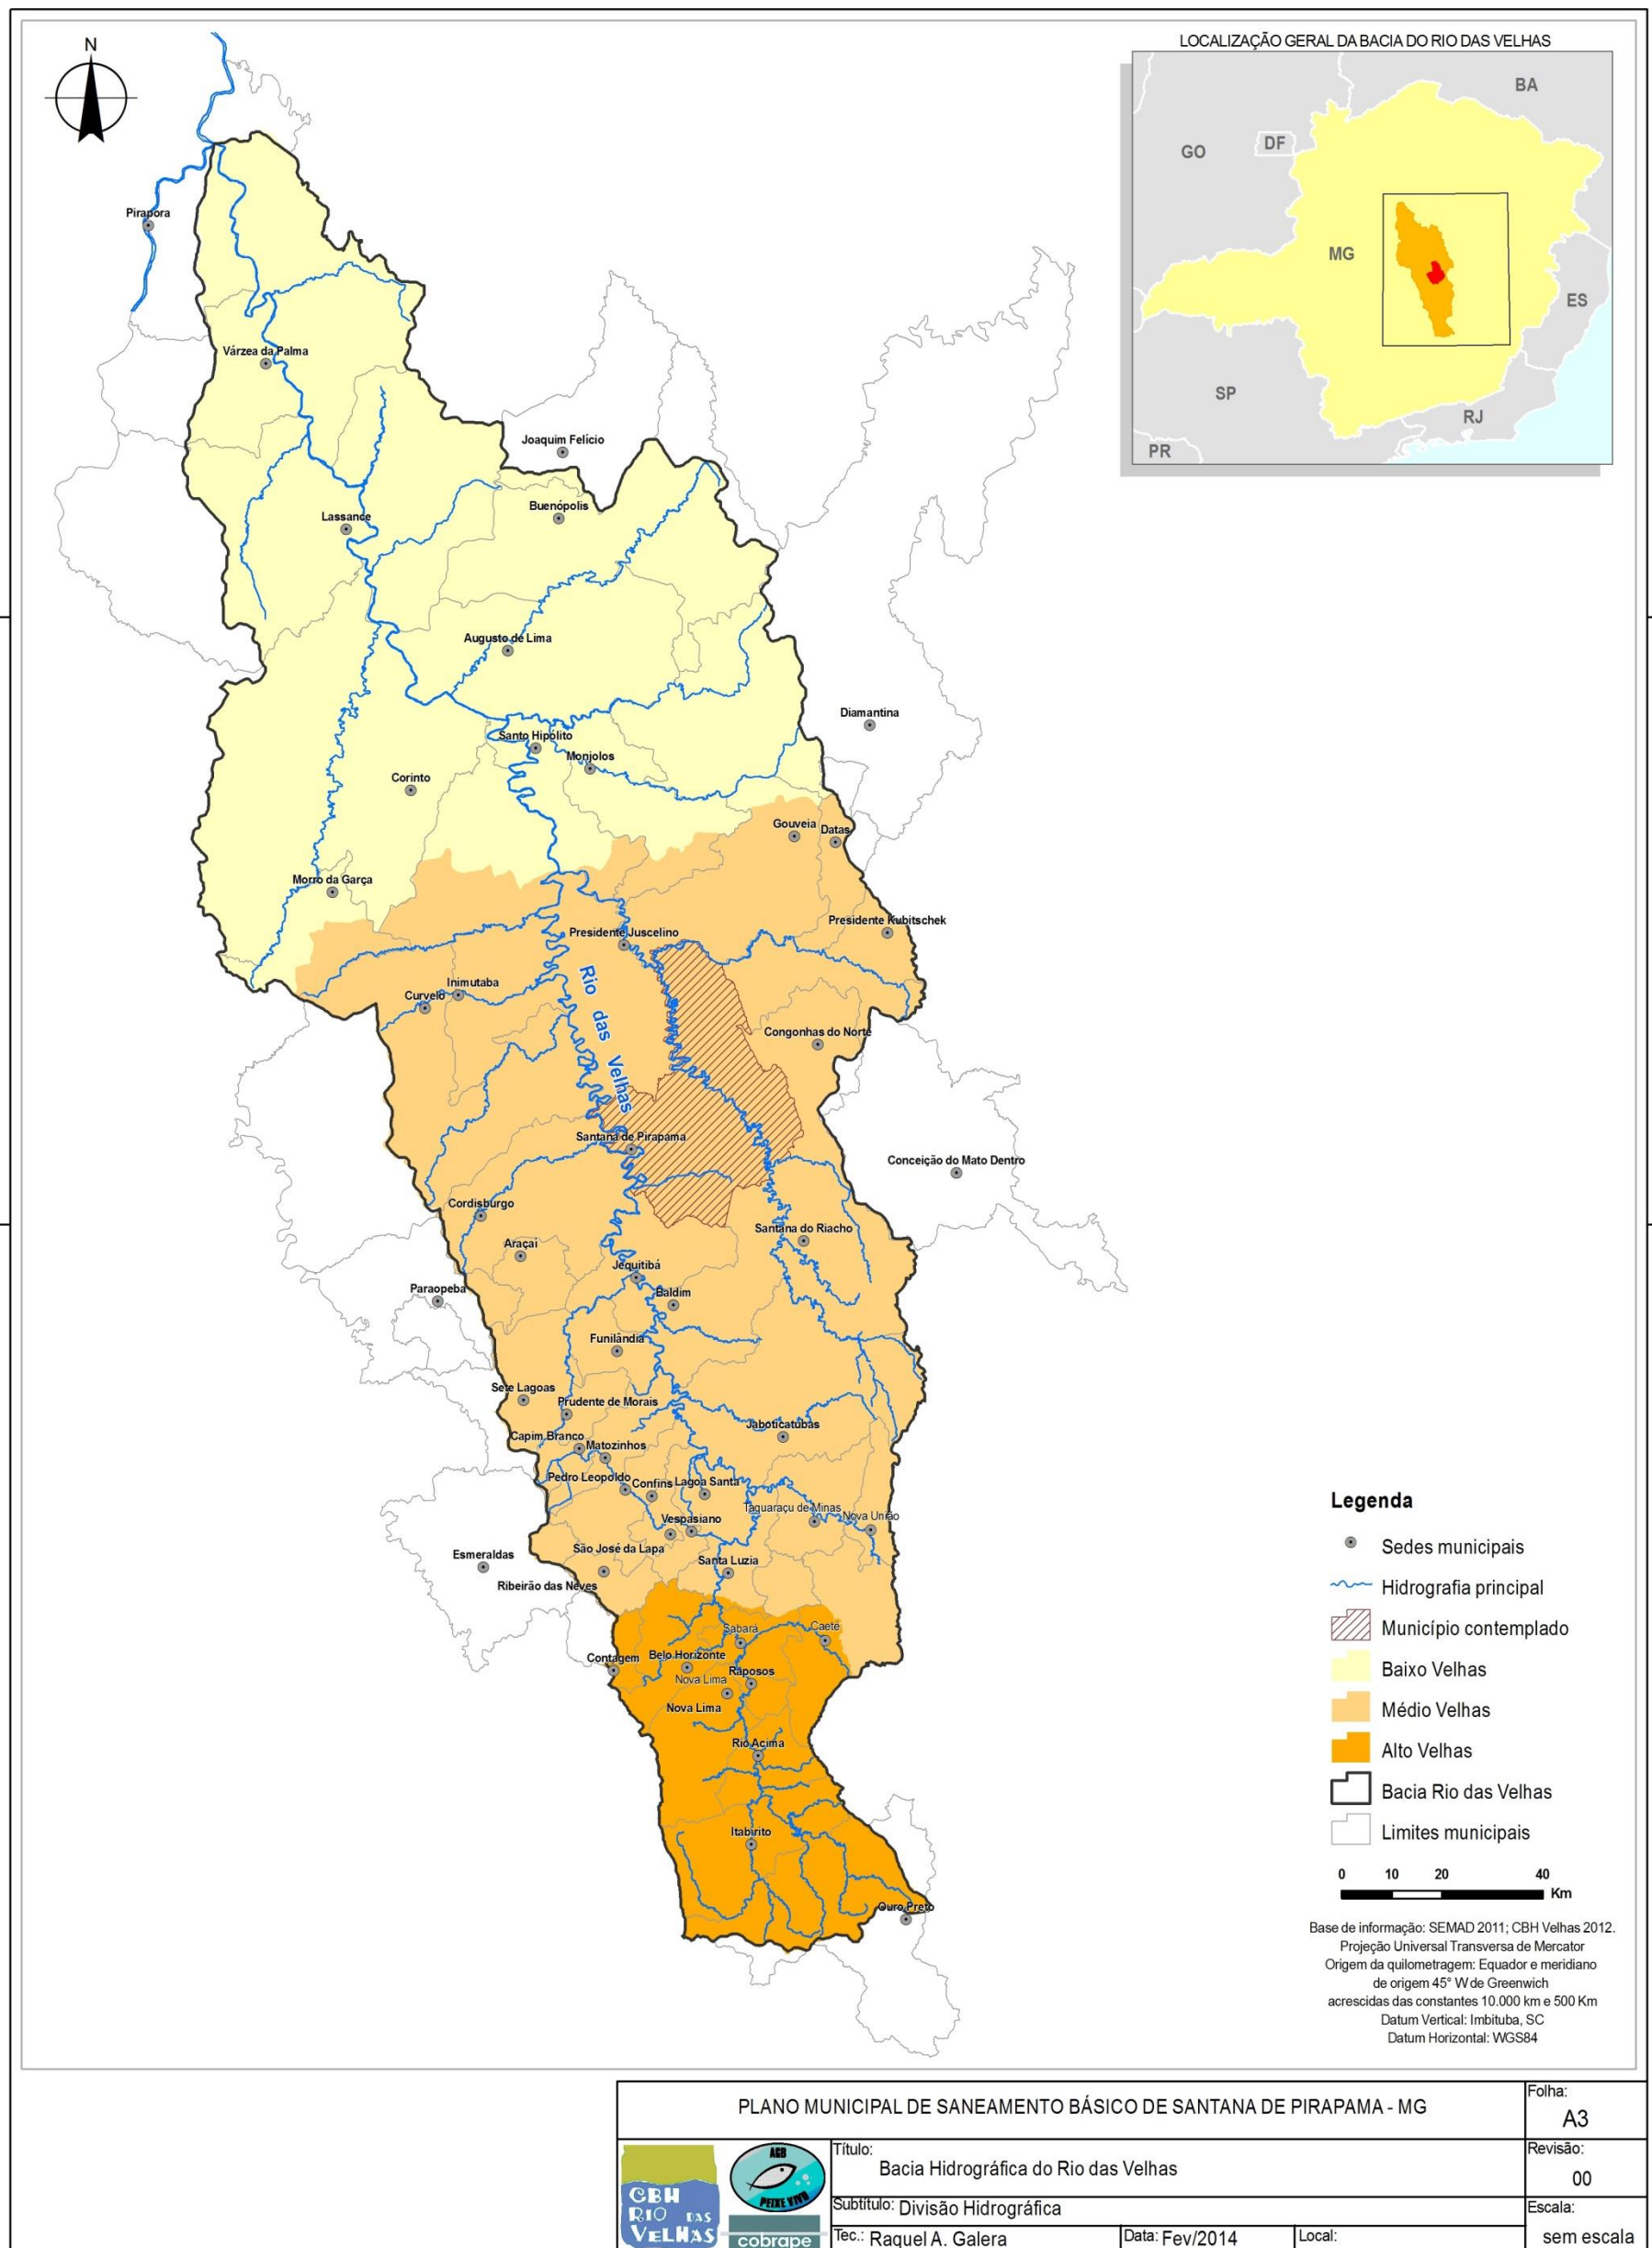 LOCALIZAÇÃO GERAL DA BACIA DO RIO DAS VELHAS
BA
GO
DF
MG
ES
SP
RJ
PR
N
Pirapora
Várzea da Palma
Joaquim Felício
Buenópolis
Lassance
Augusto de Lima
Diamantina
Santo Hipólito
Monjolos
Corinto
Gouveia
Datas
Morro da Garça
Presidente Kubitschek
Presidente Juscelino
Rio das Velhas
Inimutaba
Curvelo
Congonhas do Norte
Santana de Pirapama
Conceição do Mato Dentro
Cordisburgo
Santana do Riacho
Araçaí
Jequitibá
Paraopeba
Baldim
Funilândia
Sete Lagoas
Prudente de Morais
Jaboticatubas
Capim Branco
Matozinhos
Pedro Leopoldo
Confins
Lagoa Santa
Taquaraçu de Minas
Nova União
Vespasiano
São José da Lapa
Esmeraldas
Santa Luzia
Ribeirão das Neves
Sabará
Caeté
Contagem
Belo Horizonte
Raposos
Nova Lima
Nova Lima
Rio Acima
Itabirito
Ouro Preto
Legenda
Sedes municipais
Hidrografia principal
Município contemplado
Baixo Velhas
Médio Velhas
Alto Velhas
Bacia Rio das Velhas
Limites municipais
0 10 20 40
Km
Base de informação: SEMAD 2011; CBH Velhas 2012.
Projeção Universal Transversa de Mercator
Origem da quilometragem: Equador e meridiano
de origem 45° W de Greenwich
acrescidas das constantes 10.000 km e 500 Km
Datum Vertical: Imbituba, SC
Datum Horizontal: WGS84
PLANO MUNICIPAL DE SANEAMENTO BÁSICO DE SANTANA DE PIRAPAMA - MG
Folha:
A3
CBH
RIO DAS
VELHAS
AGB
PEIXE VIVO
cobrape
Título:
Bacia Hidrográfica do Rio das Velhas
Revisão:
00
Subtítulo: Divisão Hidrográfica
Escala:
sem escala
Tec.: Raquel A. Galera
Data: Fev/2014
Local: